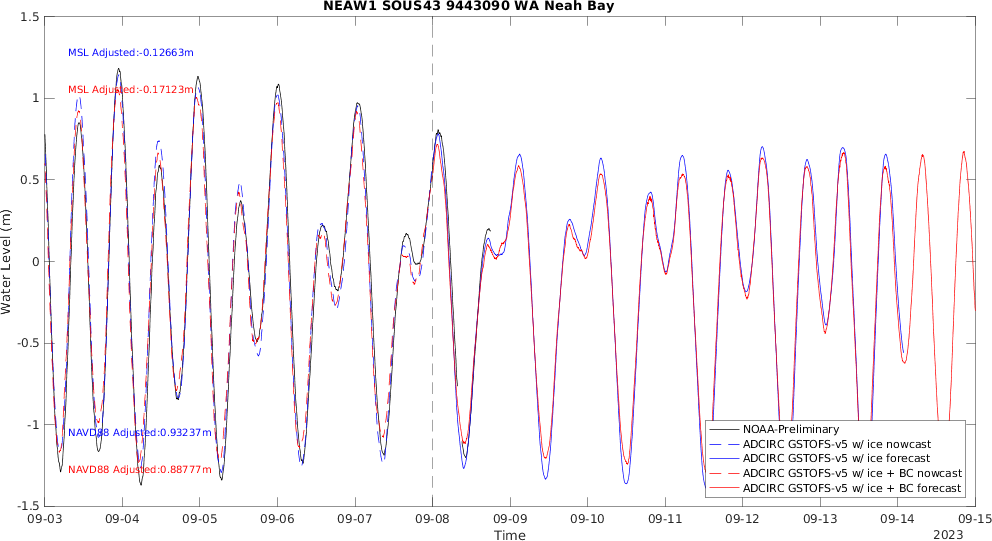 NEAW1 SOUS43 9443090 WA Neah Bay
1.5
1
0.5
0
-0.5
-1
-1.5
Water Level (m)
MSL Adjusted:-0.12663m
MSL Adjusted:-0.17123m
NAVD88 Adjusted:0.93237m
NAVD88 Adjusted:0.88777m
NOAA-Preliminary
ADCIRC GSTOFS-v5 w/ ice nowcast
ADCIRC GSTOFS-v5 w/ ice forecast
ADCIRC GSTOFS-v5 w/ ice + BC nowcast
ADCIRC GSTOFS-v5 w/ ice + BC forecast
09-03 09-04 09-05 09-06 09-07 09-08 09-09 09-10 09-11 09-12 09-13 09-14 09-15
Time
2023